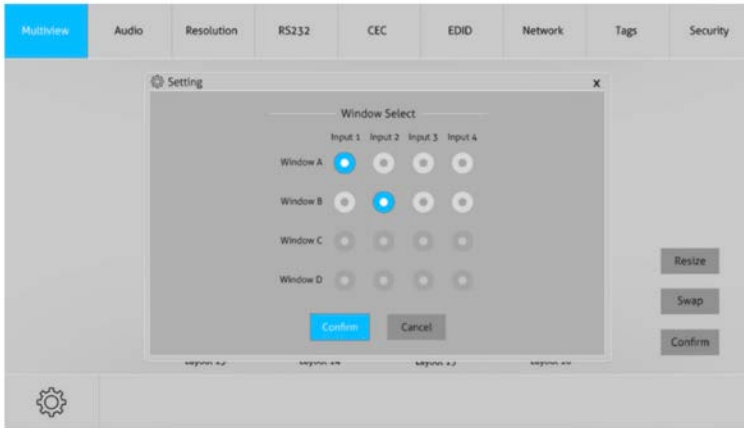 Multiview Audio Resolution RS232 CEC EDID Network Tags Security
Setting x
Window Select
Input 1 Input 2 Input 3 Input 4
Window A
Window B
Window C
Window D
Resize
Swap
Confirm Cancel
Confirm